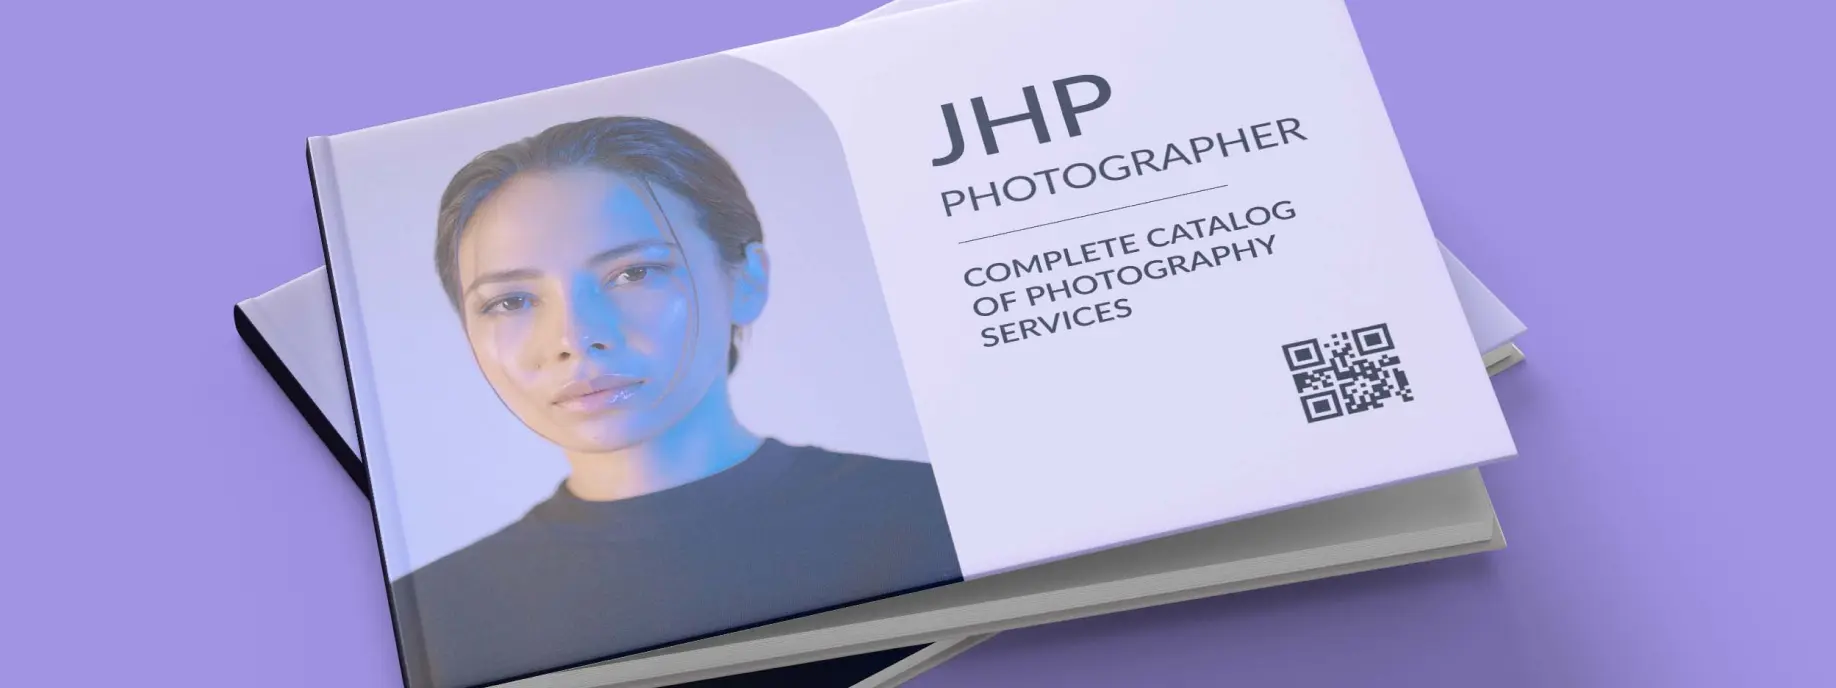 JHP
PHOTOGRAPHER
COMPLETE CATALOG
OF PHOTOGRAPHY
SERVICES